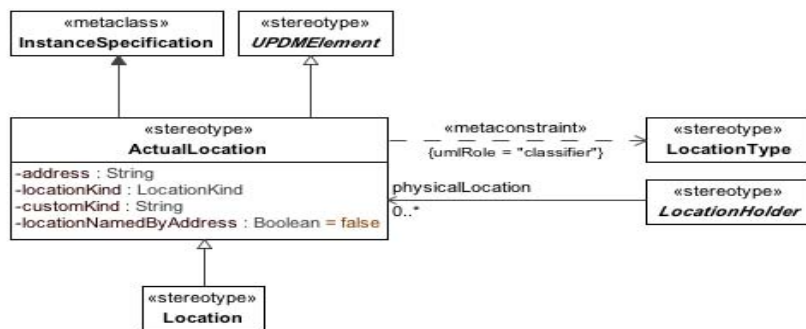 «metaclass»
InstanceSpecification
«stereotype»
UPDMElement
«stereotype»
ActualLocation
-address : String
-locationKind : LocationKind
-customKind : String
-locationNamedByAddress : Boolean = false
«metaconstraint»
{umlRole = "classifier"}
«stereotype»
LocationType
physicalLocation
0..*
«stereotype»
LocationHolder
«stereotype»
Location